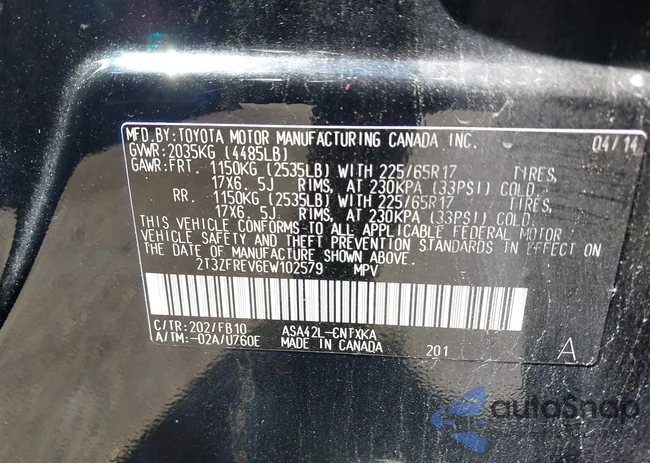 MFD. BY: TOYOTA MOTOR MANUFACTURING CANADA INC. 04/14
GVWR: 2035KG (4485LB)
GAWR: FRT. 1150KG (2535LB) WITH 225/65R17 TIRES,
17X6. 5J RIMS, AT 230KPA (33PSI) COLD.
RR. 1150KG (2535LB) WITH 225/65R17 TIRES,
17X6. 5J RIMS, AT 230KPA (33PSI) COLD.
THIS VEHICLE CONFORMS TO ALL APPLICABLE FEDERAL MOTOR
VEHICLE SAFETY AND THEFT PREVENTION STANDARDS IN EFFECT ON
THE DATE OF MANUFACTURE SHOWN ABOVE.
2T3ZFREV6EW102579 MPV
C/TR: 202/FB10 ASA42L-CNTXKA
A/TM: -02A/U760E MADE IN CANADA 201 A
autoSnap